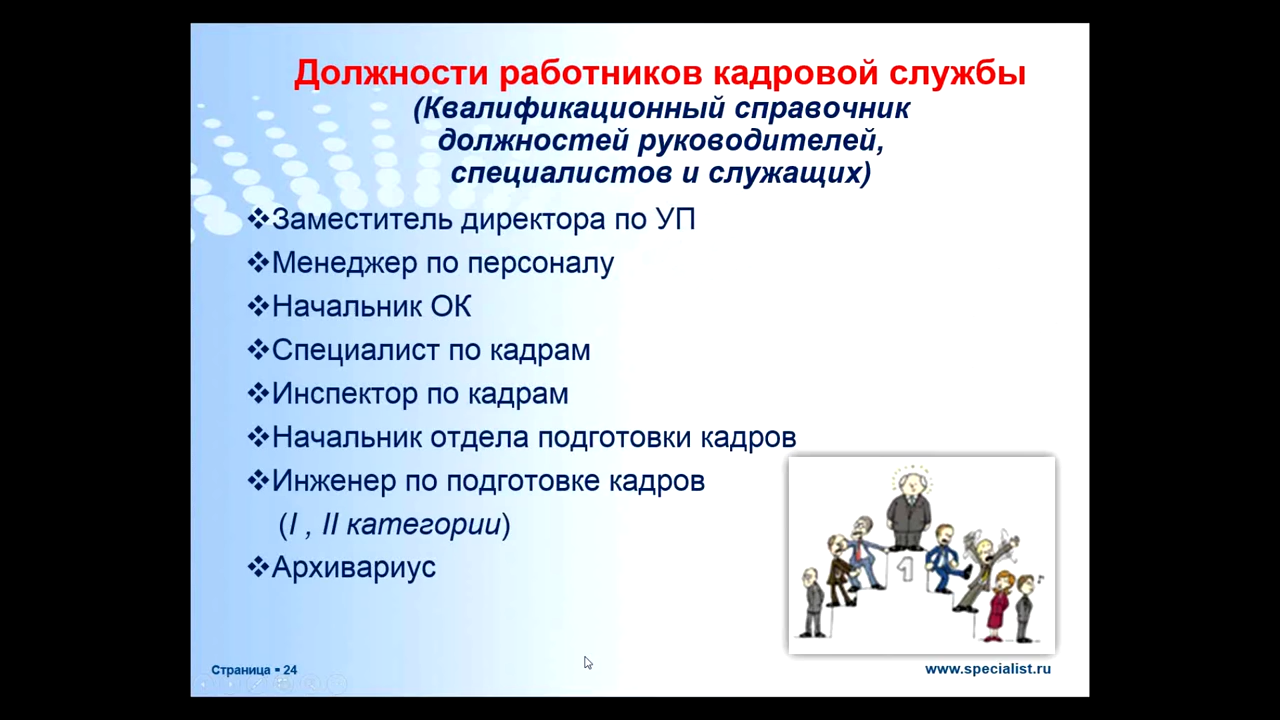 Должности работников кадровой службы
(Квалификационный справочник
должностей руководителей,
специалистов и служащих)
❖Заместитель директора по УП
❖Менеджер по персоналу
❖Начальник ОК
❖Специалист по кадрам
❖Инспектор по кадрам
❖Начальник отдела подготовки кадров
❖Инженер по подготовке кадров
(I , II категории)
❖Архивариус
1
Страница ▪ 24
www.specialist.ru